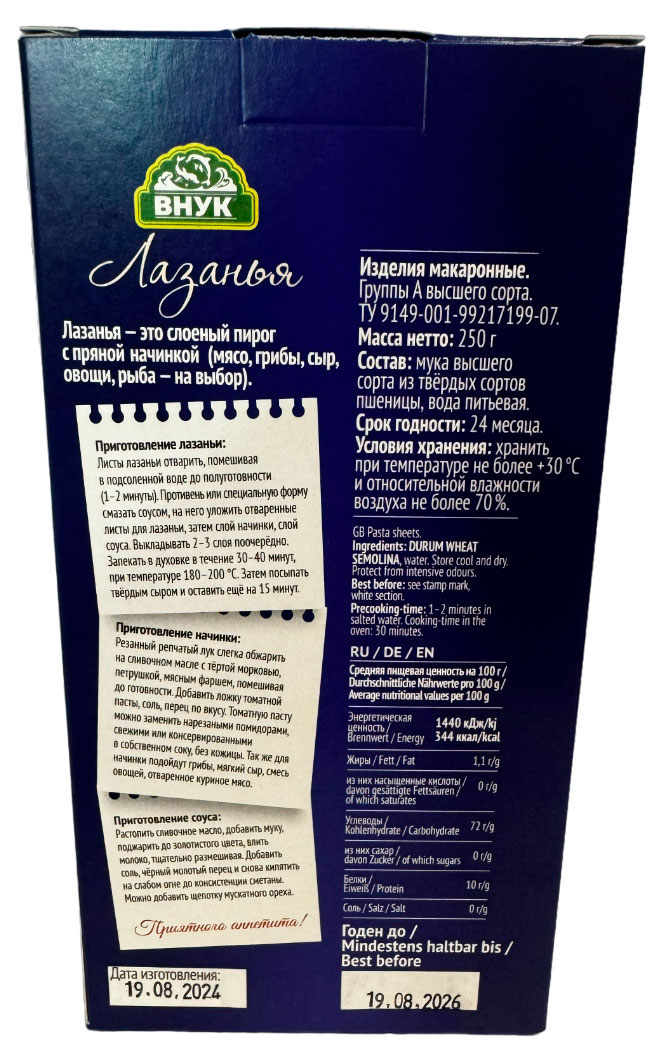 ВНУК
Лазанья
Лазанья – это слоеный пирог
с пряной начинкой (мясо, грибы, сыр,
овощи, рыба – на выбор).
Приготовление лазаньи:
Листы лазаньи отварить, помешивая
в подсоленной воде до полуготовности
(1–2 минуты). Противень или специальную форму
смазать соусом, на него уложить отваренные
листы для лазаньи, затем слой начинки, слой
соуса. Выкладывать 2–3 слоя поочерёдно.
Запекать в духовке в течение 30–40 минут,
при температуре 180–200 °С. Затем посыпать
твёрдым сыром и оставить ещё на 15 минут.
Приготовление начинки:
Резанный репчатый лук слегка обжарить
на сливочном масле с тёртой морковью,
петрушкой, мясным фаршем, помешивая
до готовности. Добавить ложку томатной
пасты, соль, перец по вкусу. Томатную пасту
можно заменить нарезаными помидорами,
свежими или консервированными
в собственном соку, без кожицы. Так же для
начинки подойдут грибы, мягкий сыр, смесь
овощей, отваренное куриное мясо.
Приготовление соуса:
Растопить сливочное масло, добавить муку,
поджарить до золотистого цвета, влить
молоко, тщательно размешивая. Добавить
соль, чёрный молотый перец и снова кипятить
на слабом огне до консистенции сметаны.
Можно добавить щепотку мускатного ореха.
Приятного аппетита!
Дата изготовления:
19.08.2024
Изделия макаронные.
Группы А высшего сорта.
ТУ 9149-001-99217199-07.
Масса нетто: 250 г
Состав: мука высшего
сорта из твёрдых сортов
пшеницы, вода питьевая.
Срок годности: 24 месяца.
Условия хранения: хранить
при температуре не более +30 °С
и относительной влажности
воздуха не более 70 %.
GB Pasta sheets.
Ingredients: DURUM WHEAT
SEMOLINA, water. Store cool and dry.
Protect from intensive odours.
Best before: see stamp mark,
white section.
Precooking-time: 1–2 minutes in
salted water. Cooking-time in the
oven: 30 minutes.
RU / DE / EN
Средняя пищевая ценность на 100 г /
Durchschnittliche Nährwerte pro 100 g /
Average nutritional values per 100 g
Энергетическая
ценность /
Brennwert / Energy
1440 кДж/kj
344 ккал/kcal
Жиры / Fett / Fat 1,1 г/g
из них насыщенные кислоты /
davon gesättigte Fettsäuren /
of which saturates
0 г/g
Углеводы /
Kohlenhydrate / Carbohydrate 72 г/g
из них сахар /
davon Zucker / of which sugars 0 г/g
Белки /
Eiweiß / Protein 10 г/g
Соль / Salz / Salt 0 г/g
Годен до /
Mindestens haltbar bis /
Best before
19.08.2026